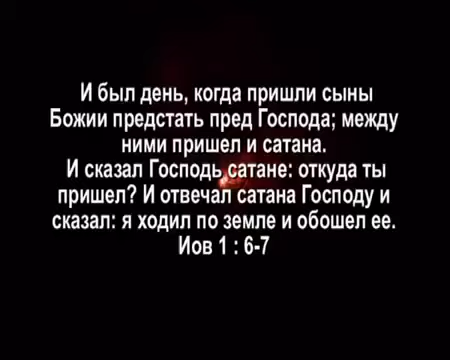 И был день, когда пришли сыны
Божии предстать пред Господа; между
ними пришел и сатана.
И сказал Господь сатане: откуда ты
пришел? И отвечал сатана Господу и
сказал: я ходил по земле и обошел ее.
Иов 1 : 6-7